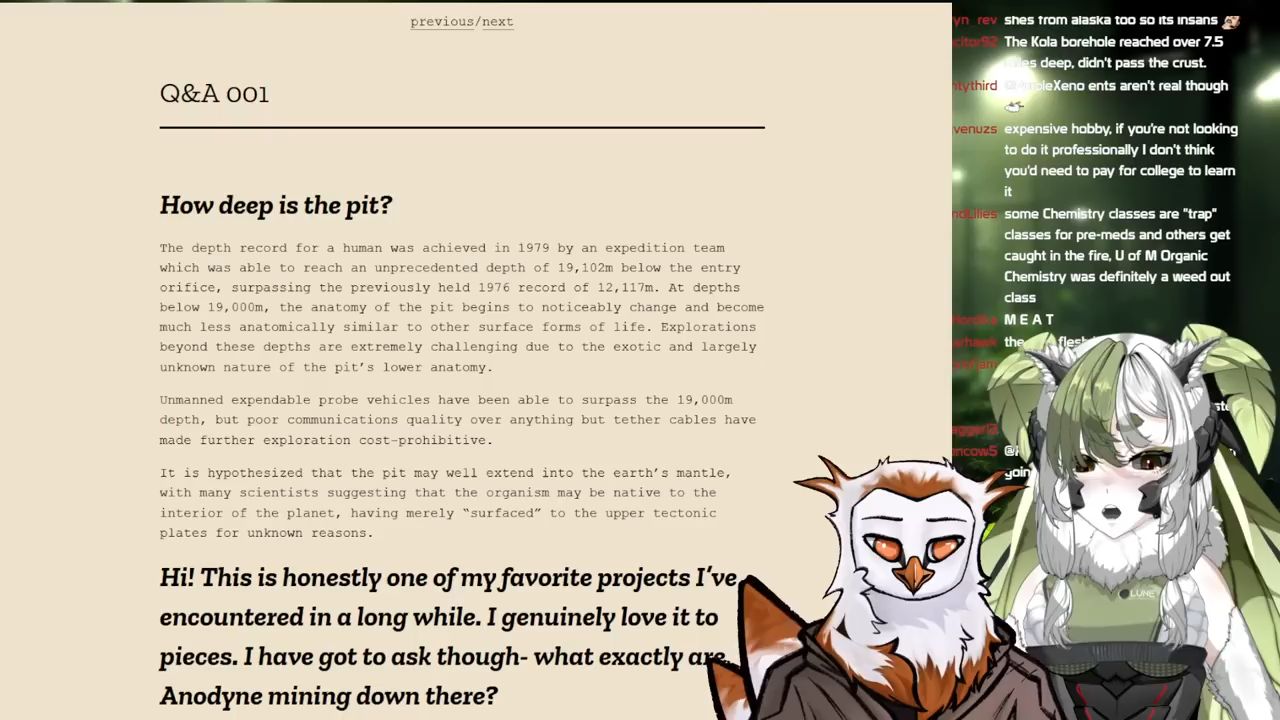 previous/next
Q&A 001
How deep is the pit?
The depth record for a human was achieved in 1979 by an expedition team
which was able to reach an unprecedented depth of 19,102m below the entry
orifice, surpassing the previously held 1976 record of 12,117m. At depths
below 19,000m, the anatomy of the pit begins to noticeably change and become
much less anatomically similar to other surface forms of life. Explorations
beyond these depths are extremely challenging due to the exotic and largely
unknown nature of the pit's lower anatomy.
Unmanned expendable probe vehicles have been able to surpass the 19,000m
depth, but poor communications quality over anything but tether cables have
made further exploration cost-prohibitive.
It is hypothesized that the pit may well extend into the earth's mantle,
with many scientists suggesting that the organism may be native to the
interior of the planet, having merely “surfaced” to the upper tectonic
plates for unknown reasons.
Hi! This is honestly one of my favorite projects I've
encountered in a long while. I genuinely love it to
pieces. I have got to ask though- what exactly are
Anodyne mining down there?
shes from alaska too so its insans
The Kola borehole reached over 7.5
deep, didn't pass the crust.
ents aren't real though
venuzs expensive hobby, if you're not looking
to do it professionally I don't think
you'd need to pay for college to learn
it
some Chemistry classes are "trap"
classes for pre-meds and others get
caught in the fire, U of M Organic
Chemistry was definitely a weed out
class
M E A T
the
LUNE